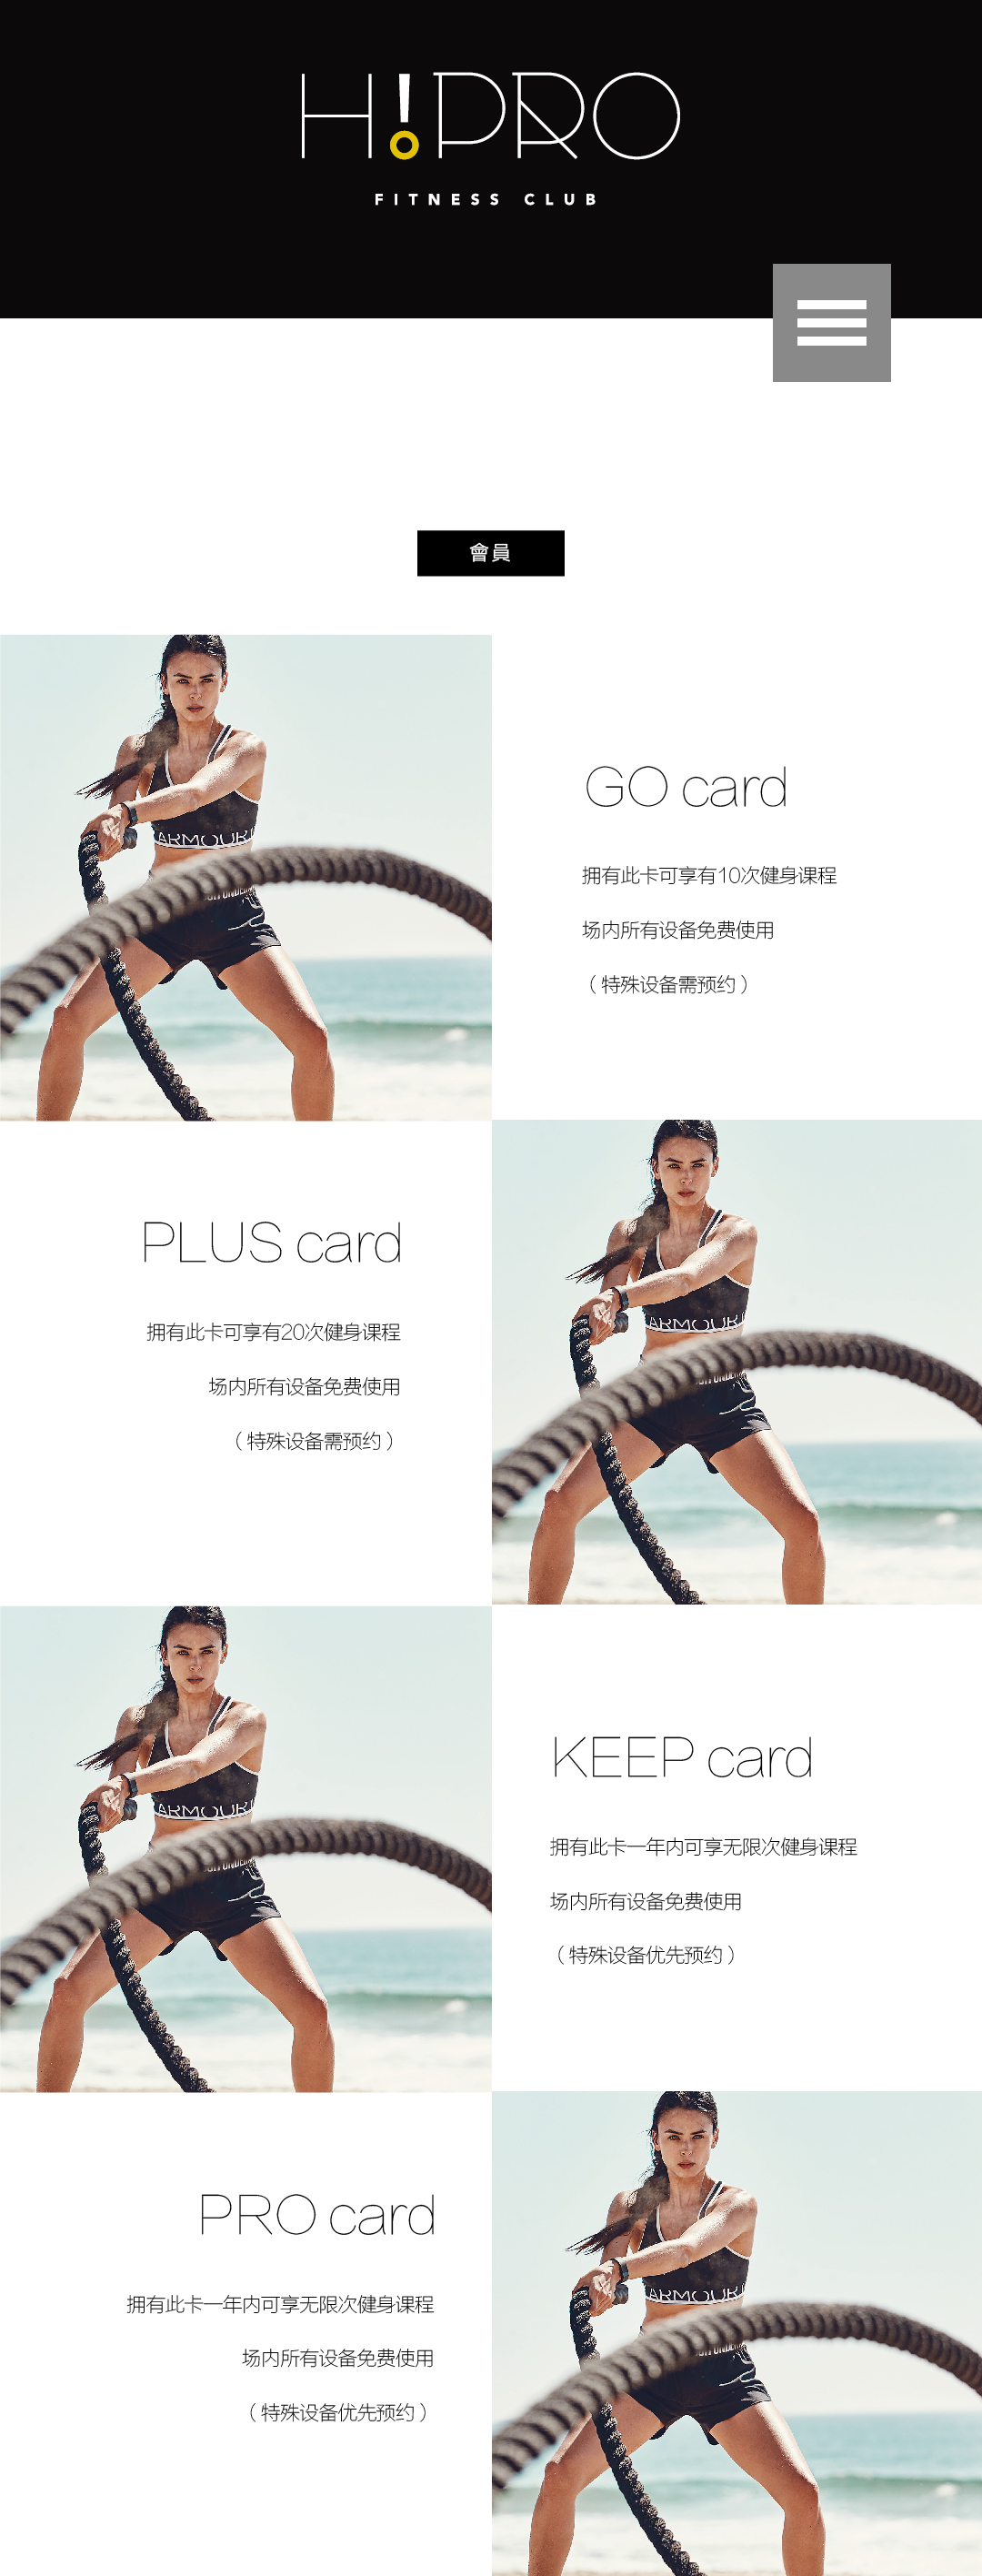 H!PRO
FITNESS CLUB
會員
GO card
拥有此卡可享有10次健身课程
场内所有设备免费使用
（特殊设备需预约）
ARMOUR
PLUS card
拥有此卡可享有20次健身课程
场内所有设备免费使用
（特殊设备需预约）
ARMOUR
KEEP card
拥有此卡一年内可享无限次健身课程
场内所有设备免费使用
（特殊设备优先预约）
ARMOUR
PRO card
拥有此卡一年内可享无限次健身课程
场内所有设备免费使用
（特殊设备优先预约）
ARMOUR